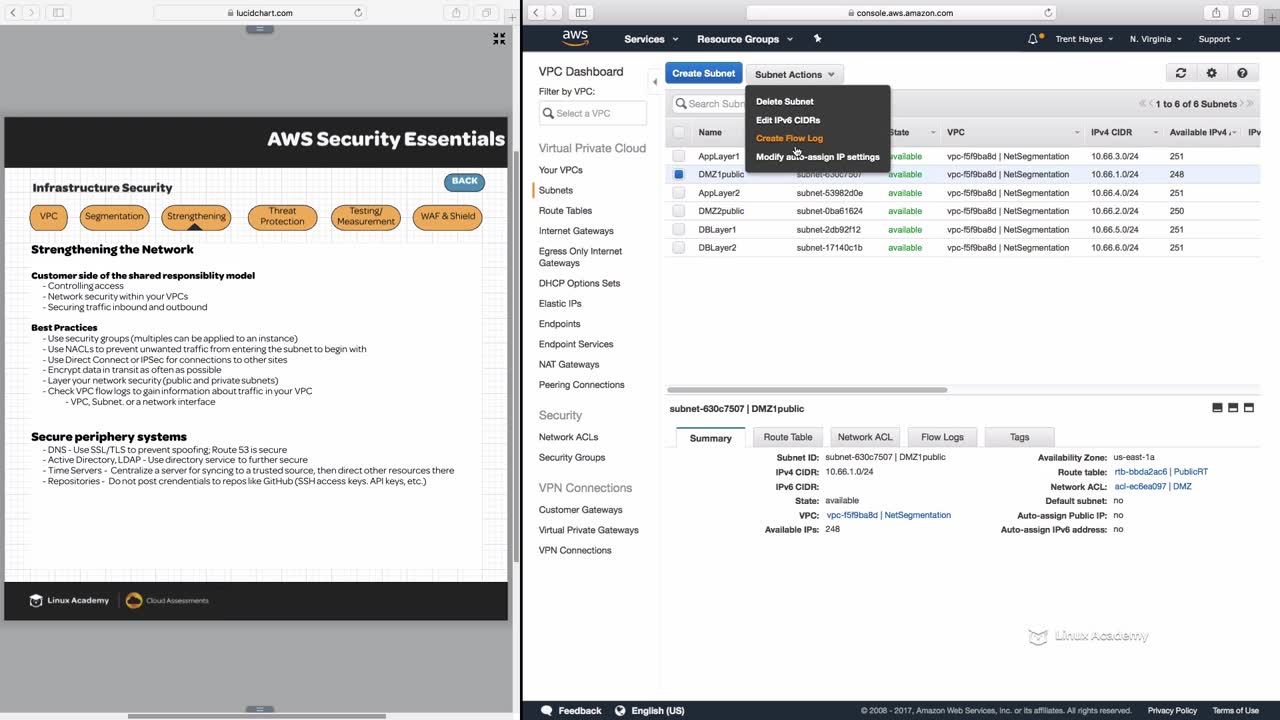 lucidchart.com
AWS Security Essentials
Infrastructure Security
BACK
VPC
Segmentation
Strengthening
Threat
Protection
Testing/
Measurement
WAF & Shield
Strengthening the Network
Customer side of the shared responsiblity model
- Controlling access
- Network security within your VPCs
- Securing traffic inbound and outbound
Best Practices
- Use security groups (multiples can be applied to an instance)
- Use NACLs to prevent unwanted traffic from entering the subnet to begin with
- Use Direct Connect or IPSec for connections to other sites
- Encrypt data in transit as often as possible
- Layer your network security (public and private subnets)
- Check VPC flow logs to gain information about traffic in your VPC
- VPC, Subnet. or a network interface
Secure periphery systems
- DNS - Use SSL/TLS to prevent spoofing; Route 53 is secure
- Active Directory, LDAP - Use directory service to further secure
- Time Servers - Centralize a server for syncing to a trusted source, then direct other resources there
- Repositories - Do not post crendentials to repos like GitHub (SSH access keys. API keys, etc.)
Linux Academy
Cloud Assessments
console.aws.amazon.com
aws
Services
Resource Groups
Trent Hayes
N. Virginia
Support
VPC Dashboard
Filter by VPC:
Select a VPC
Virtual Private Cloud
Your VPCs
Subnets
Route Tables
Internet Gateways
Egress Only Internet
Gateways
DHCP Options Sets
Elastic IPs
Endpoints
Endpoint Services
NAT Gateways
Peering Connections
Security
Network ACLs
Security Groups
VPN Connections
Customer Gateways
Virtual Private Gateways
VPN Connections
Create Subnet
Subnet Actions
Delete Subnet
Edit IPv6 CIDRs
Create Flow Log
Modify auto-assign IP settings
Search Subn
1 to 6 of 6 Subnets
Name State VPC IPv4 CIDR Available IPv4 IPv
AppLayer1 available vpc-f5f9ba8d | NetSegmentation 10.66.3.0/24 251
DMZ1public subnet-630c7507 available vpc-f5f9ba8d | NetSegmentation 10.66.1.0/24 248
AppLayer2 subnet-53982d0e available vpc-f5f9ba8d | NetSegmentation 10.66.4.0/24 251
DMZ2public subnet-0ba61624 available vpc-f5f9ba8d | NetSegmentation 10.66.2.0/24 250
DBLayer1 subnet-2db92f12 available vpc-f5f9ba8d | NetSegmentation 10.66.5.0/24 251
DBLayer2 subnet-17140c1b available vpc-f5f9ba8d | NetSegmentation 10.66.6.0/24 251
subnet-630c7507 | DMZ1public
Summary
Route Table
Network ACL
Flow Logs
Tags
Subnet ID: subnet-630c7507 | DMZ1public
IPv4 CIDR: 10.66.1.0/24
IPv6 CIDR:
State: available
VPC: vpc-f5f9ba8d | NetSegmentation
Available IPs: 248
Availability Zone: us-east-1a
Route table: rtb-bbda2ac6 | PublicRT
Network ACL: acl-ec6ea097 | DMZ
Default subnet: no
Auto-assign Public IP: no
Auto-assign IPv6 address: no
Linux Academy
Feedback
English (US)
© 2008 - 2017, Amazon Web Services, Inc. or its affiliates. All rights reserved.
Privacy Policy
Terms of Use